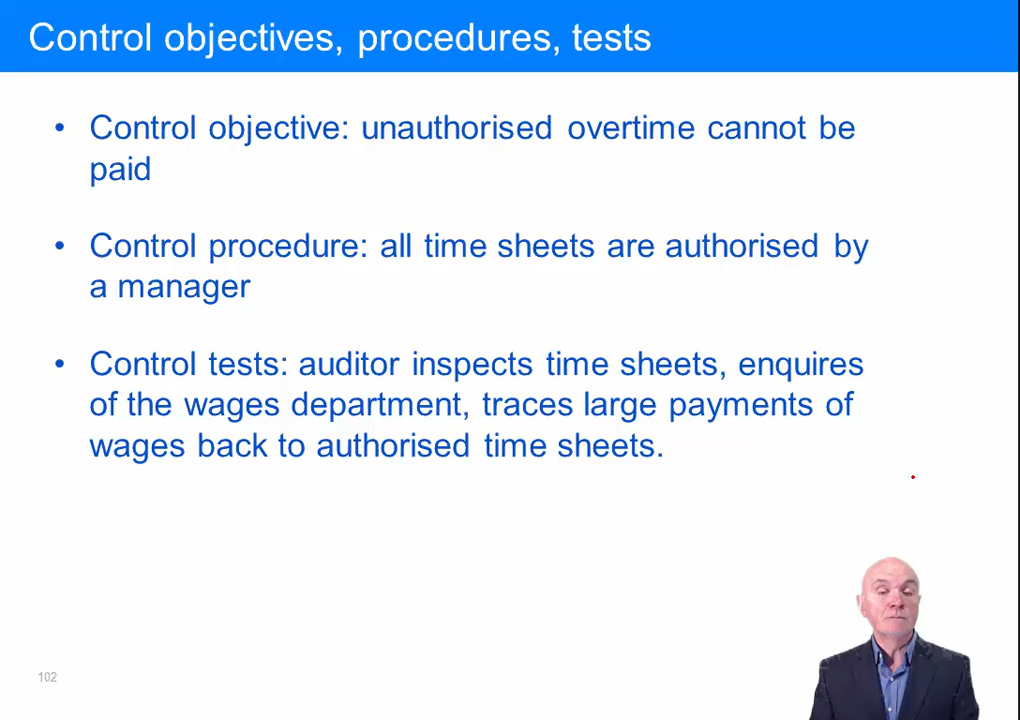 Control objectives, procedures, tests
• Control objective: unauthorised overtime cannot be
paid
• Control procedure: all time sheets are authorised by
a manager
• Control tests: auditor inspects time sheets, enquires
of the wages department, traces large payments of
wages back to authorised time sheets.
102